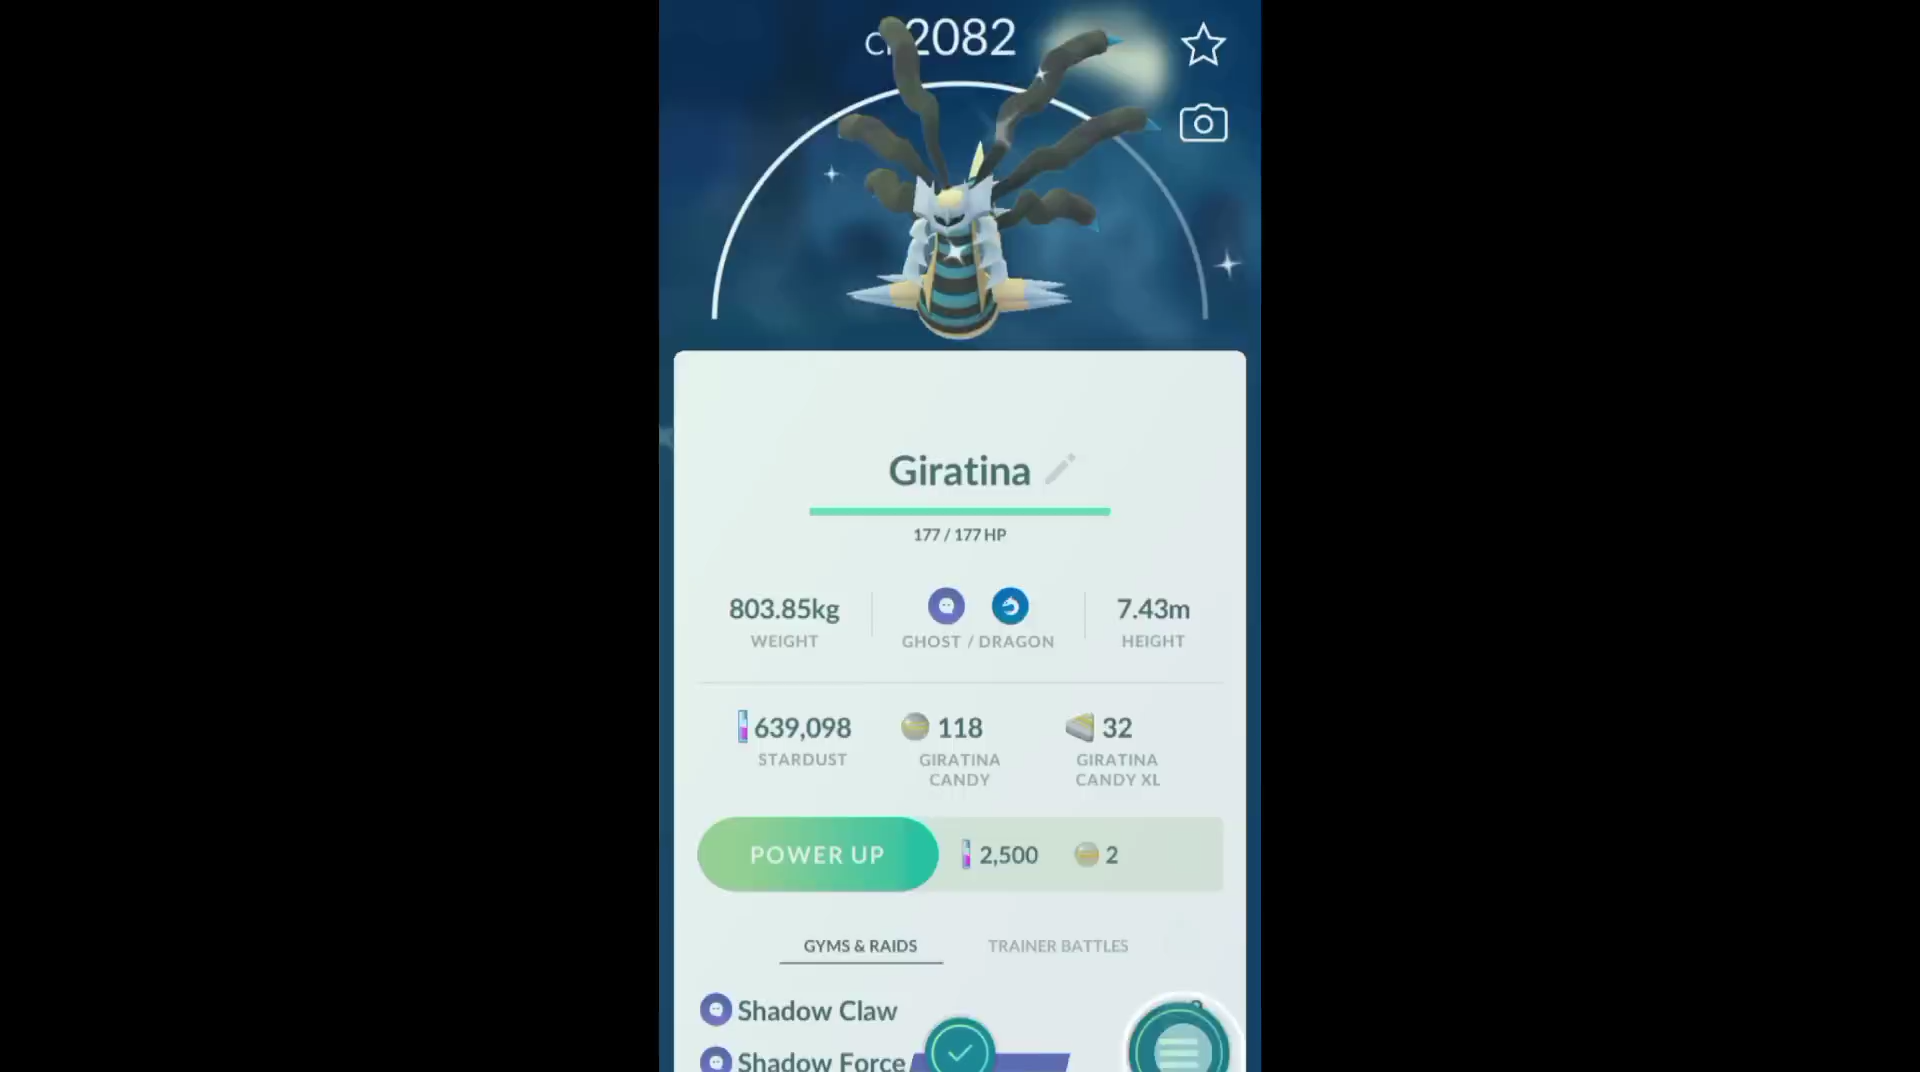 CP2082
Giratina
177 / 177 HP
803.85kg
WEIGHT
GHOST / DRAGON
7.43m
HEIGHT
639,098
STARDUST
118
GIRATINA
CANDY
32
GIRATINA
CANDY XL
POWER UP
2,500
2
GYMS & RAIDS
TRAINER BATTLES
Shadow Claw
Shadow Force